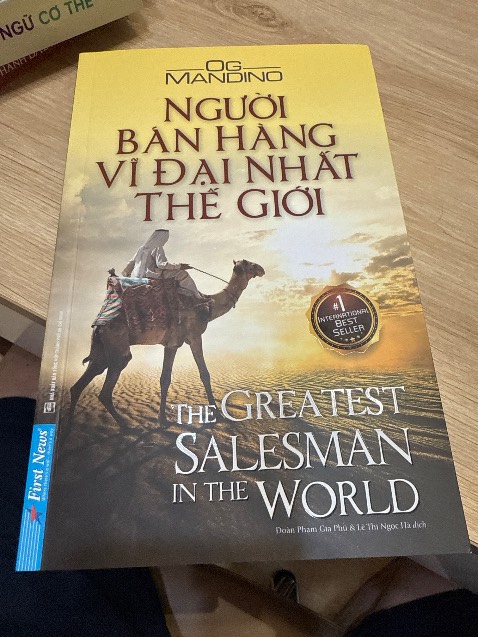 NGỮ CƠ THỂ
OG
MANDINO
NGƯỜI
BÁN HÀNG
VĨ ĐẠI NHẤT
THẾ GIỚI
#1
INTERNATIONAL
BEST
SELLER
THE GREATEST
SALESMAN
IN THE WORLD
Đoàn Phạm Gia Phú & Lê Thị Ngọc Hà dịch
First News